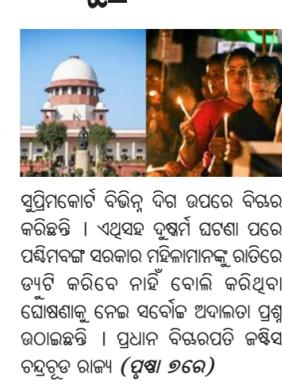 ସୁପ୍ରିମକୋର୍ଟ ବିଭିନ୍ନ ଦିଗ ଉପରେ ବିଚାର
କରିଛନ୍ତି । ଏଥିସହ ଦୁଷ୍କର୍ମ ଘଟଣା ପରେ
ପଶ୍ଚିମବଙ୍ଗ ସରକାର ମହିଳାମାନଙ୍କୁ ରାତିରେ
ଡ୍ୟୁଟି କରିବେ ନାହିଁ ବୋଲି କରିଥିବା
ଘୋଷଣାକୁ ନେଇ ସର୍ବୋଚ୍ଚ ଅଦାଲତ ପ୍ରଶ୍ନ
ଉଠାଇଛନ୍ତି । ପ୍ରଧାନ ବିଚାରପତି ଜଷ୍ଟିସ
ଚନ୍ଦ୍ରଚୂଡ ରାଜ୍ୟ (ପୃଷ୍ଠା ୭ରେ)